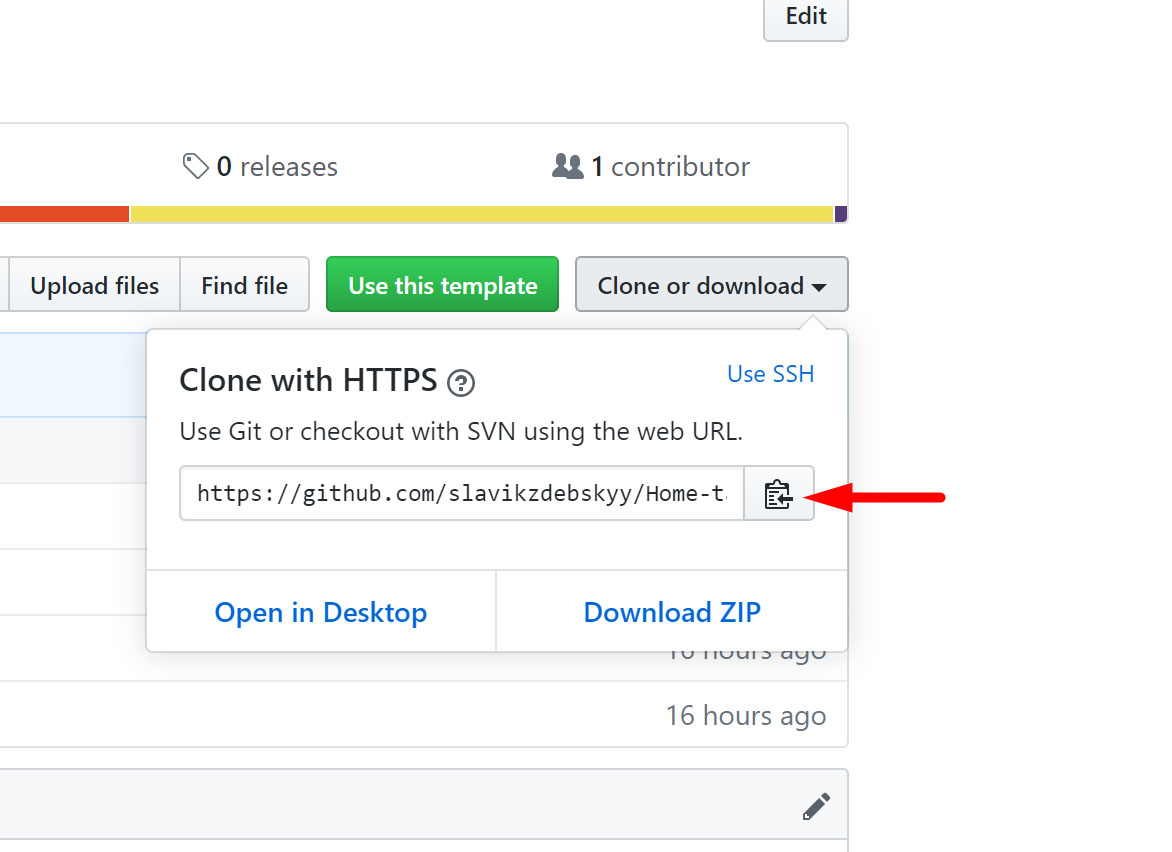 Edit
0 releases
1 contributor
Upload files
Find file
Use this template
Clone or download
Clone with HTTPS
Use SSH
Use Git or checkout with SVN using the web URL.
https://github.com/slavikzdebskyy/Home-t
Open in Desktop
Download ZIP
16 hours ago
16 hours ago